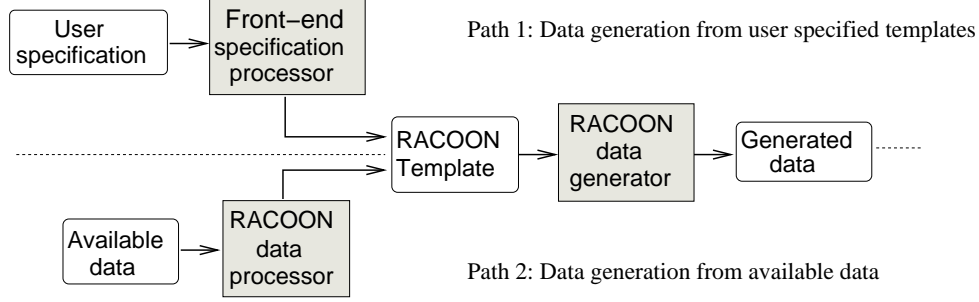 User
specification
Front−end
specification
processor
Path 1: Data generation from user specified templates
RACOON
Template
RACOON
data
generator
Generated
data
Available
data
RACOON
data
processor
Path 2: Data generation from available data